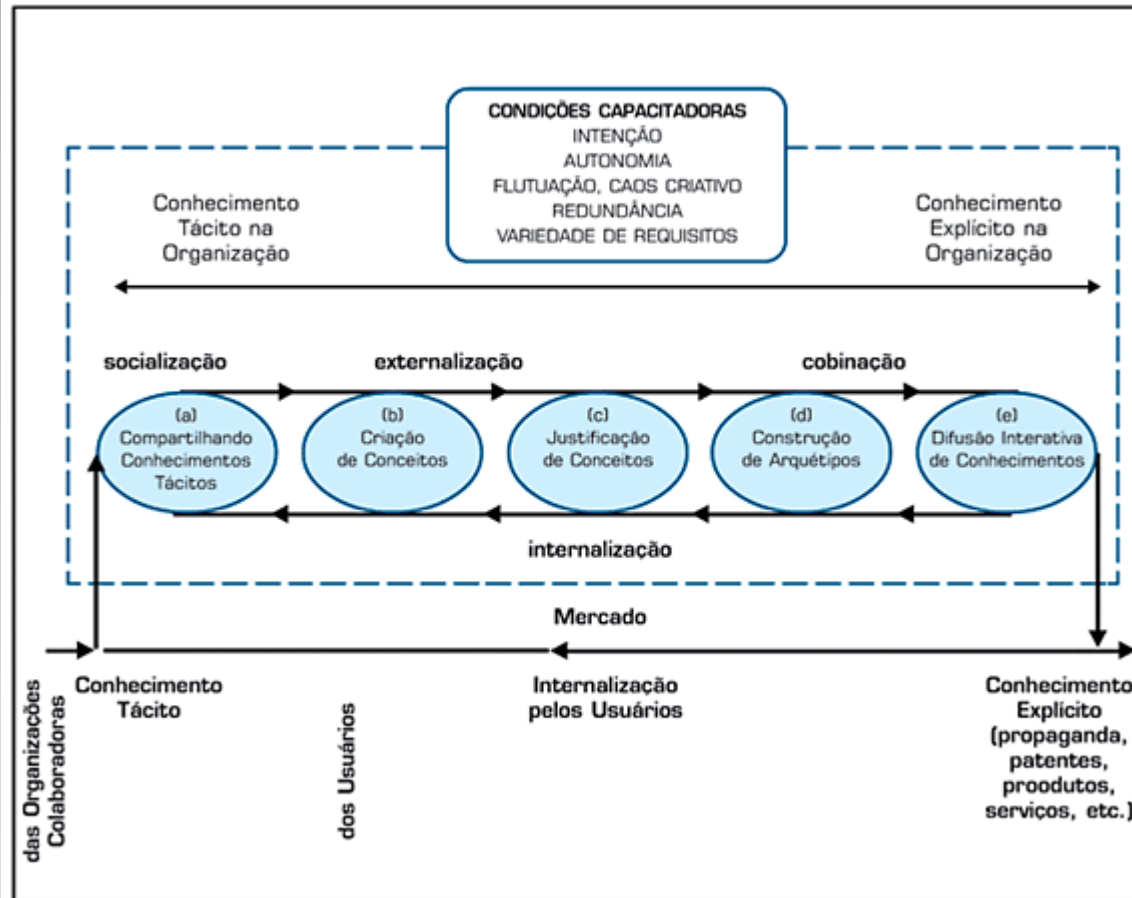 CONDIÇÕES CAPACITADORAS
INTENÇÃO
AUTONOMIA
FLUTUAÇÃO, CAOS CRIATIVO
REDUNDÂNCIA
VARIEDADE DE REQUISITOS
Conhecimento
Tácito na
Organização
Conhecimento
Explícito na
Organização
socialização
externalização
cobinação
(a)
Compartilhando
Conhecimentos
Tácitos
(b)
Criação
de Conceitos
(c)
Justificação
de Conceitos
(d)
Construção
de Arquétipos
(e)
Difusão Interativa
de Conhecimentos
internalização
Mercado
Conhecimento
Tácito
Internalização
pelos Usuários
Conhecimento
Explícito
(propaganda,
patentes,
proodutos,
serviços, etc.)
das Organizações
Colaboradoras
dos Usuários